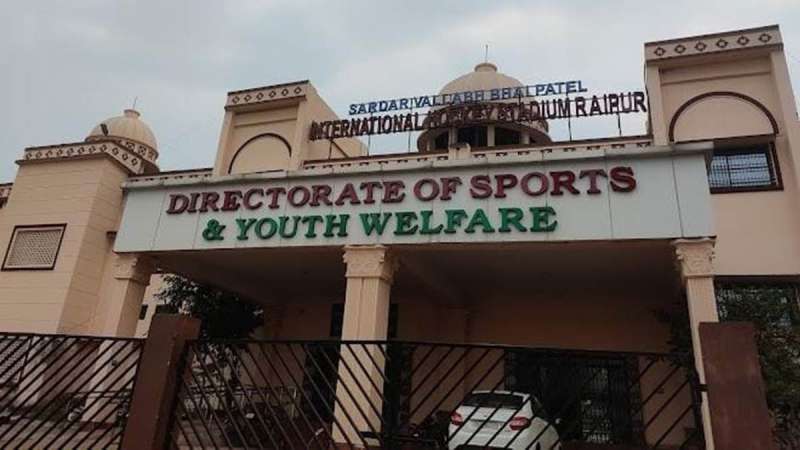 SARDAR VALLABH BHAI PATEL
INTERNATIONAL HOCKEY STADIUM RAIPUR
DIRECTORATE OF SPORTS
& YOUTH WELFARE